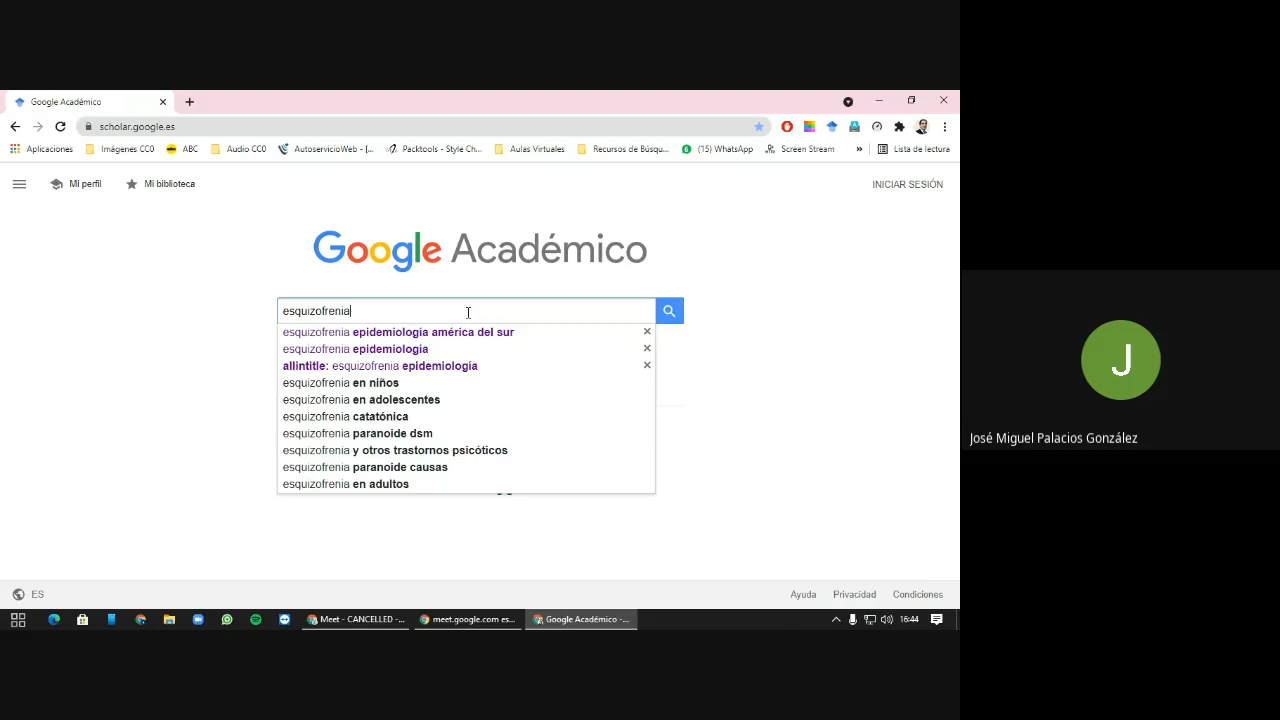 Google Académico
scholar.google.es
Aplicaciones
Imágenes CC0
ABC
Audio CC0
AutoservicioWeb - [...
Packtools - Style Ch...
Aulas Virtuales
Recursos de Búsqu...
(15) WhatsApp
Screen Stream
»
Lista de lectura
Mi perfil
Mi biblioteca
INICIAR SESIÓN
Google Académico
esquizofrenia
esquizofrenia epidemiología américa del sur
esquizofrenia epidemiología
allintitle: esquizofrenia epidemiología
esquizofrenia en niños
esquizofrenia en adolescentes
esquizofrenia catatónica
esquizofrenia paranoide dsm
esquizofrenia y otros trastornos psicóticos
esquizofrenia paranoide causas
esquizofrenia en adultos
J
José Miguel Palacios González
ES
Ayuda
Privacidad
Condiciones
Meet - CANCELLED -...
meet.google.com es...
Google Académico -...
16:44